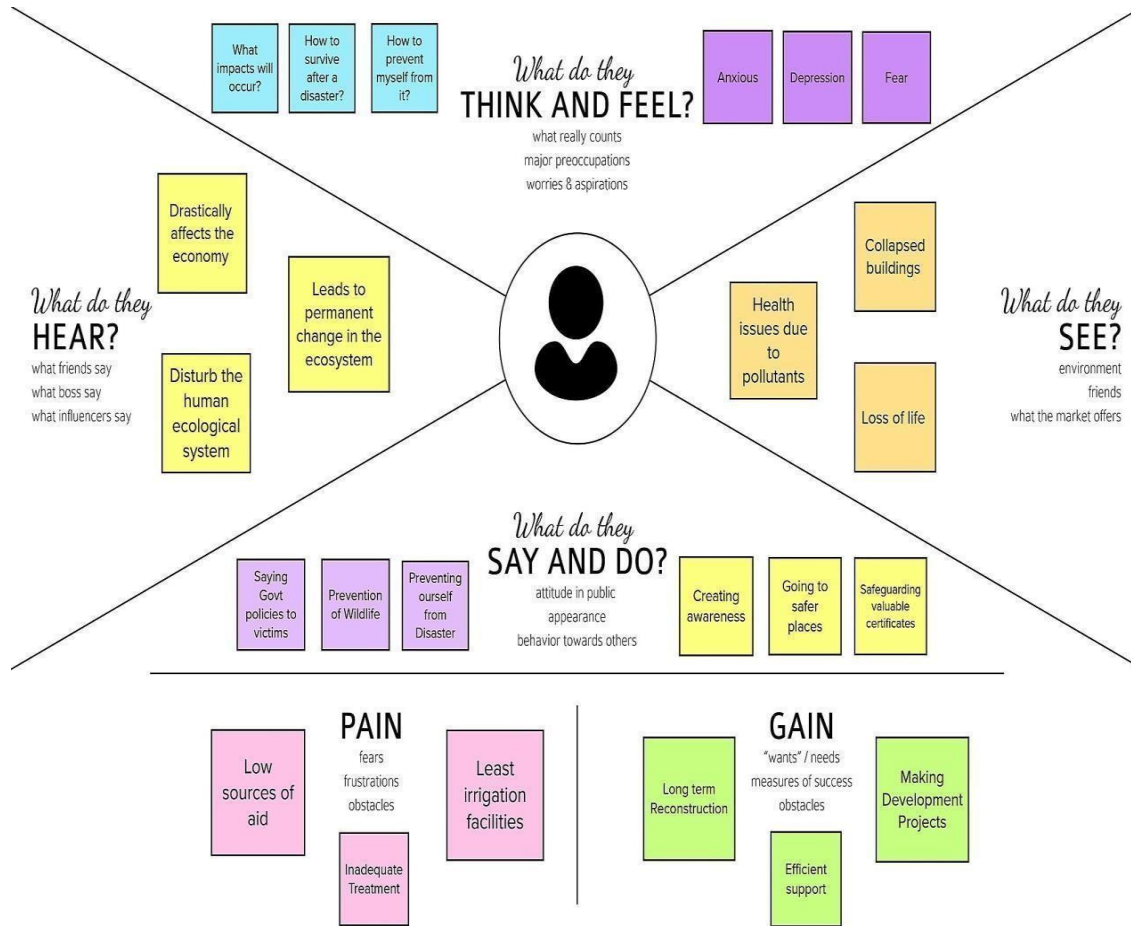 What impacts will occur?
How to survive after a disaster?
How to prevent myself from it?
What do they
THINK AND FEEL?
what really counts
major preoccupations
worries & aspirations
Anxious
Depression
Fear
What do they
HEAR?
what friends say
what boss say
what influencers say
Drastically
affects the
economy
Leads to
permanent
change in the
ecosystem
Disturb the
human
ecological
system
Collapsed
buildings
Health
issues due
to
pollutants
Loss of life
What do they
SEE?
environment
friends
what the market offers
What do they
SAY AND DO?
attitude in public
appearance
behavior towards others
Saying
Govt
policies to
victims
Prevention
of Wildlife
Preventing
ourself
from
Disaster
Creating
awareness
Going to
safer
places
Safeguarding
valuable
certificates
PAIN
fears
frustrations
obstacles
Low
sources of
aid
Inadequate
Treatment
Least
irrigation
facilities
GAIN
"wants" / needs
measures of success
obstacles
Long term
Reconstruction
Efficient
support
Making
Development
Projects